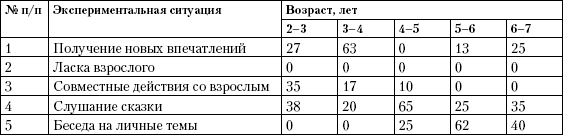 № п/п Экспериментальная ситуация Возраст, лет
2–3 3–4 4–5 5–6 6–7
1 Получение новых впечатлений 27 63 0 13 25
2 Ласка взрослого 0 0 0 0 0
3 Совместные действия со взрослым 35 17 10 0 0
4 Слушание сказки 38 20 65 25 35
5 Беседа на личные темы 0 0 25 62 40